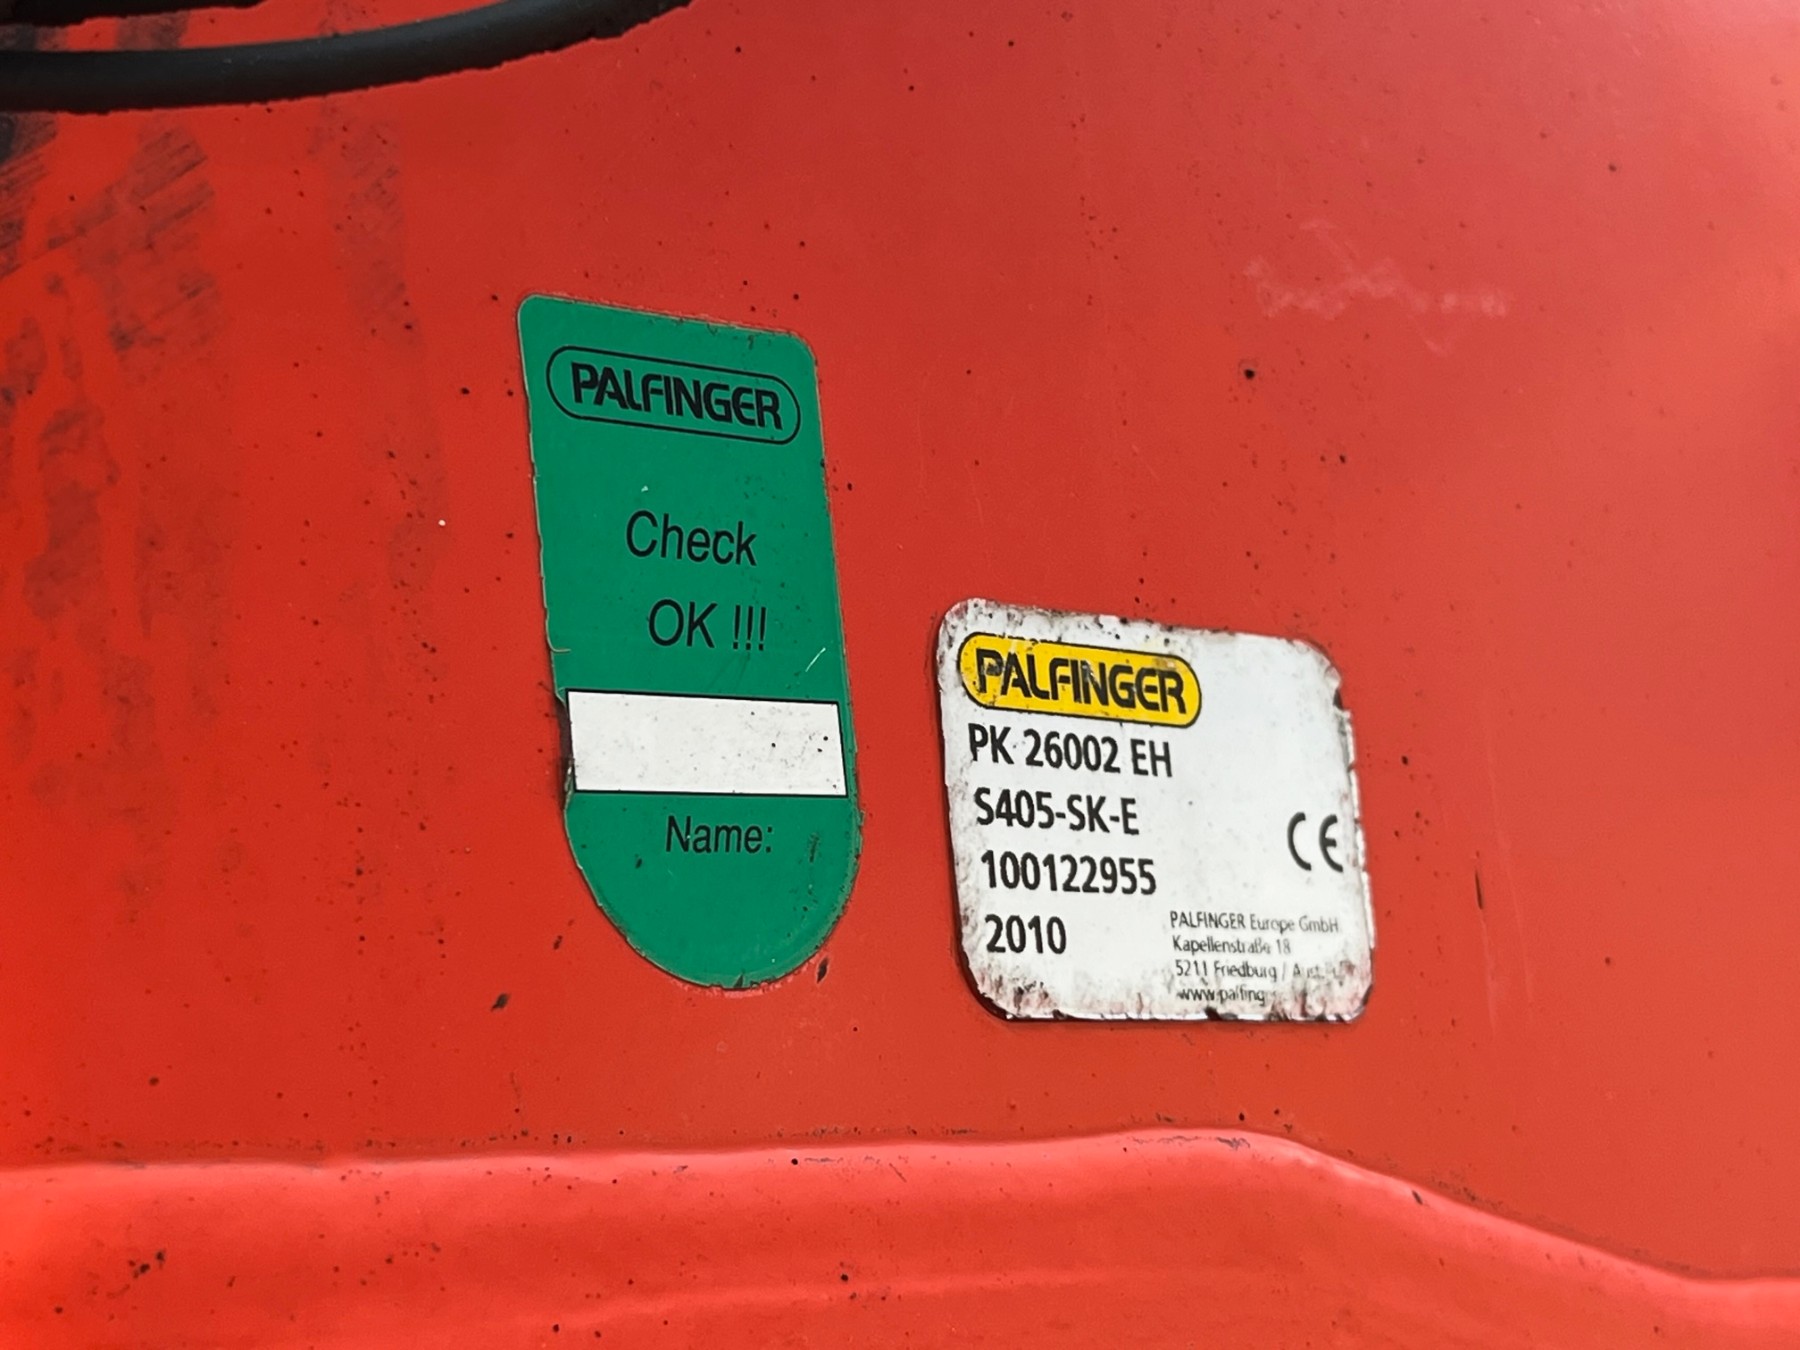 PALFINGER
Check
OK !!!
Name:
PALFINGER
PK 26002 EH
S405-SK-E
100122955
2010
CE
PALFINGER Europe GmbH
Kapellenstraße 18
5211 Friedburg /